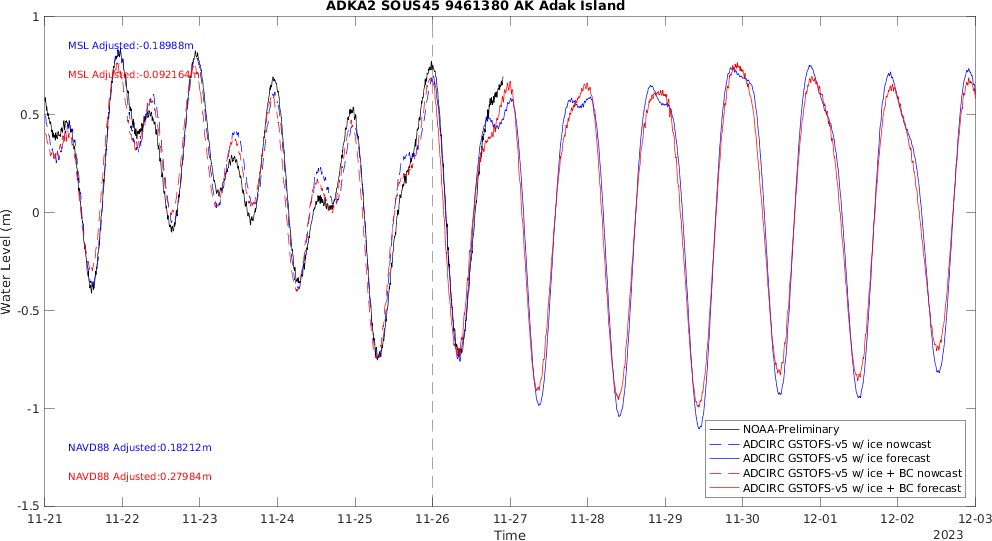 ADKA2 SOUS45 9461380 AK Adak Island
MSL Adjusted:-0.18988m
MSL Adjusted:-0.092164m
NAVD88 Adjusted:0.18212m
NAVD88 Adjusted:0.27984m
Water Level (m)
1
0.5
0
-0.5
-1
-1.5
NOAA-Preliminary
ADCIRC GSTOFS-v5 w/ ice nowcast
ADCIRC GSTOFS-v5 w/ ice forecast
ADCIRC GSTOFS-v5 w/ ice + BC nowcast
ADCIRC GSTOFS-v5 w/ ice + BC forecast
11-21 11-22 11-23 11-24 11-25 11-26 11-27 11-28 11-29 11-30 12-01 12-02 12-03
Time
2023